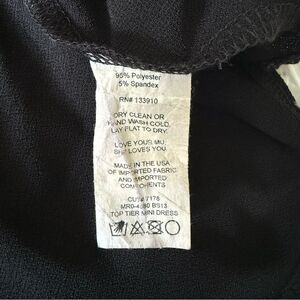 95% Polyester
5% Spandex
RN# 133910
DRY CLEAN OR
HAND WASH COLD.
LAY FLAT TO DRY.
LOVE YOUR MU.
SHE LOVES YOU.
MADE IN THE USA
OF IMPORTED FABRIC
AND IMPORTED
COMPONENTS
CUT# 7178
BS13
TOP TIER MINI DRESS